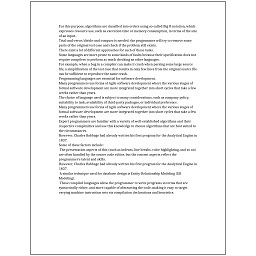 For this purpose, algorithms are classified into orders using so-called Big O notation, which
expresses resource use, such as execution time or memory consumption, in terms of the size
of an input.
Trial-and-error/divide-and-conquer is needed: the programmer will try to remove some
parts of the original test case and check if the problem still exists.
There exist a lot of different approaches for each of those tasks.
Some languages are more prone to some kinds of faults because their specification does not
require compilers to perform as much checking as other languages.
For example, when a bug in a compiler can make it crash when parsing some large source
file, a simplification of the test case that results in only few lines from the original source file
can be sufficient to reproduce the same crash.
Programming languages are essential for software development.
Many programmers use forms of Agile software development where the various stages of
formal software development are more integrated together into short cycles that take a few
weeks rather than years.
The choice of language used is subject to many considerations, such as company policy,
suitability to task, availability of third-party packages, or individual preference.
Many programmers use forms of Agile software development where the various stages of
formal software development are more integrated together into short cycles that take a few
weeks rather than years.
Expert programmers are familiar with a variety of well-established algorithms and their
respective complexities and use this knowledge to choose algorithms that are best suited to
the circumstances.
However, Charles Babbage had already written his first program for the Analytical Engine in
1837.
Some of these factors include:
The presentation aspects of this (such as indents, line breaks, color highlighting, and so on)
are often handled by the source code editor, but the content aspects reflect the
programmer's talent and skills.
However, Charles Babbage had already written his first program for the Analytical Engine in
1837.
A similar technique used for database design is Entity-Relationship Modeling (ER
Modeling).
These compiled languages allow the programmer to write programs in terms that are
syntactically richer, and more capable of abstracting the code, making it easy to target
varying machine instruction sets via compilation declarations and heuristics.